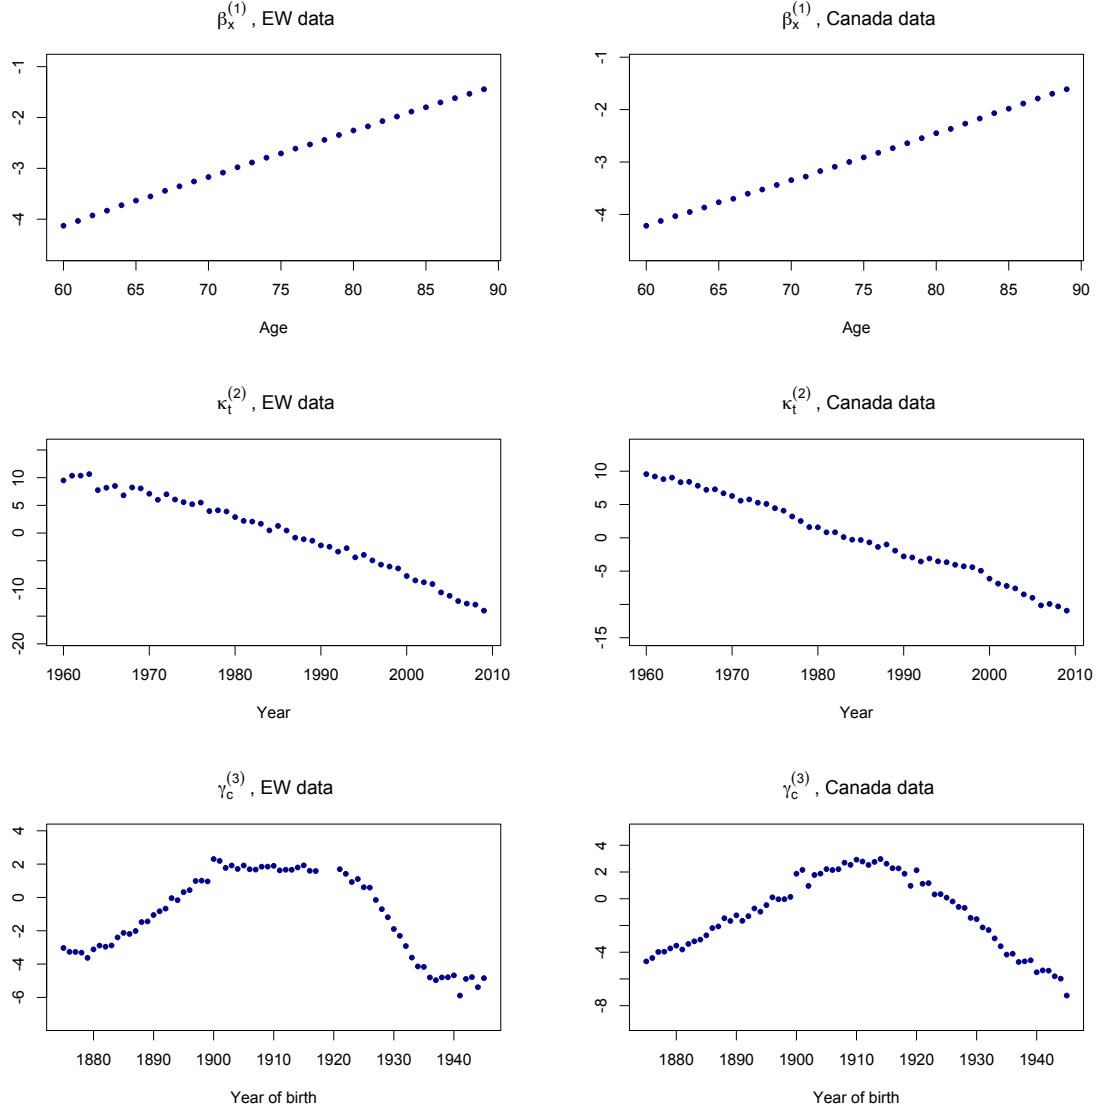 β_x^(1) , EW data
-1
-2
-3
-4
60 65 70 75 80 85 90
Age
β_x^(1) , Canada data
-1
-2
-3
-4
60 65 70 75 80 85 90
Age
κ_t^(2) , EW data
10
5
0
-10
-20
1960 1970 1980 1990 2000 2010
Year
κ_t^(2) , Canada data
10
5
0
-5
-15
1960 1970 1980 1990 2000 2010
Year
γ_c^(3) , EW data
4
2
0
-2
-4
-6
1880 1890 1900 1910 1920 1930 1940
Year of birth
γ_c^(3) , Canada data
4
2
0
-4
-8
1880 1890 1900 1910 1920 1930 1940
Year of birth